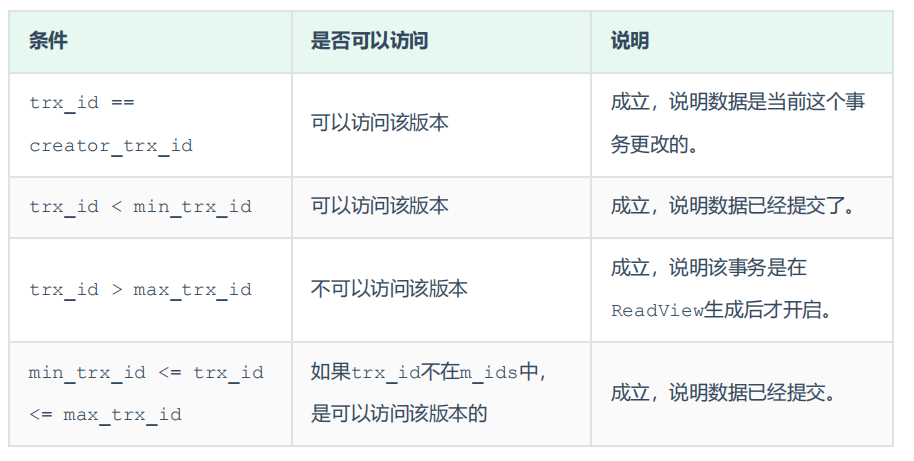 条件
是否可以访问
说明
trx_id ==
creator_trx_id
可以访问该版本
成立，说明数据是当前这个事
务更改的。
trx_id < min_trx_id
可以访问该版本
成立，说明数据已经提交了。
trx_id > max_trx_id
不可以访问该版本
成立，说明该事务是在
ReadView生成后才开启。
min_trx_id <= trx_id
<= max_trx_id
如果trx_id不在m_ids中，
是可以访问该版本的
成立，说明数据已经提交。